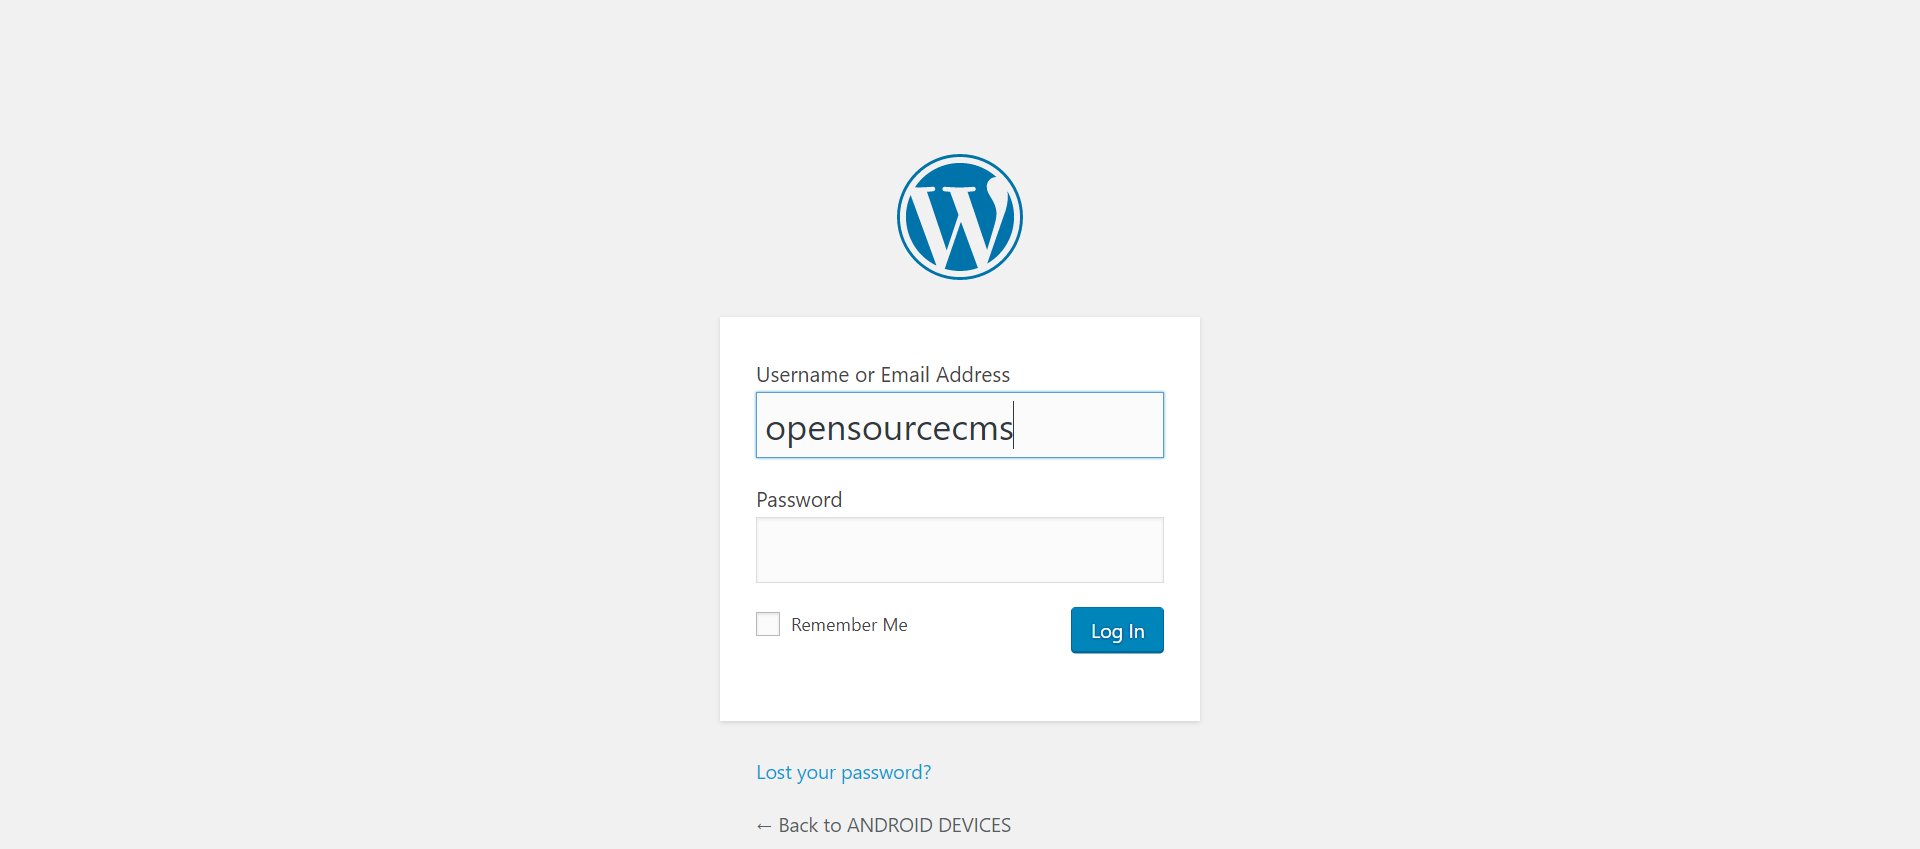 Username or Email Address
opensourcecms
Password
Remember Me
Log In
Lost your password?
← Back to ANDROID DEVICES